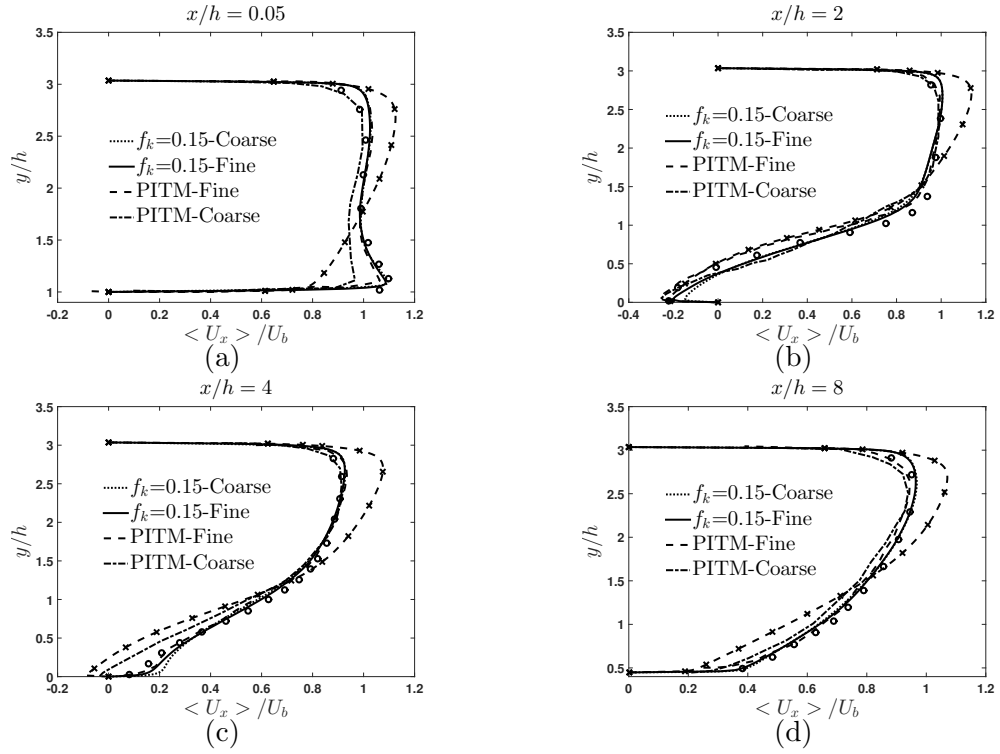 x/h = 0.05
3.5
3
2.5
2
1.5
1
y/h
f_k=0.15-Coarse
f_k=0.15-Fine
PITM-Fine
PITM-Coarse
-0.2 0 0.2 0.4 0.6 0.8 1 1.2
< U_x > /U_b
(a)
x/h = 2
3.5
3
2.5
2
1.5
1
0.5
0
y/h
f_k=0.15-Coarse
f_k=0.15-Fine
PITM-Fine
PITM-Coarse
-0.4 -0.2 0 0.2 0.4 0.6 0.8 1 1.2
< U_x > /U_b
(b)
x/h = 4
3.5
3
2.5
2
1.5
1
0.5
0
y/h
f_k=0.15-Coarse
f_k=0.15-Fine
PITM-Fine
PITM-Coarse
-0.2 0 0.2 0.4 0.6 0.8 1 1.2
< U_x > /U_b
(c)
x/h = 8
3.5
3
2.5
2
1.5
1
0.5
y/h
f_k=0.15-Coarse
f_k=0.15-Fine
PITM-Fine
PITM-Coarse
0 0.2 0.4 0.6 0.8 1 1.2
< U_x > /U_b
(d)